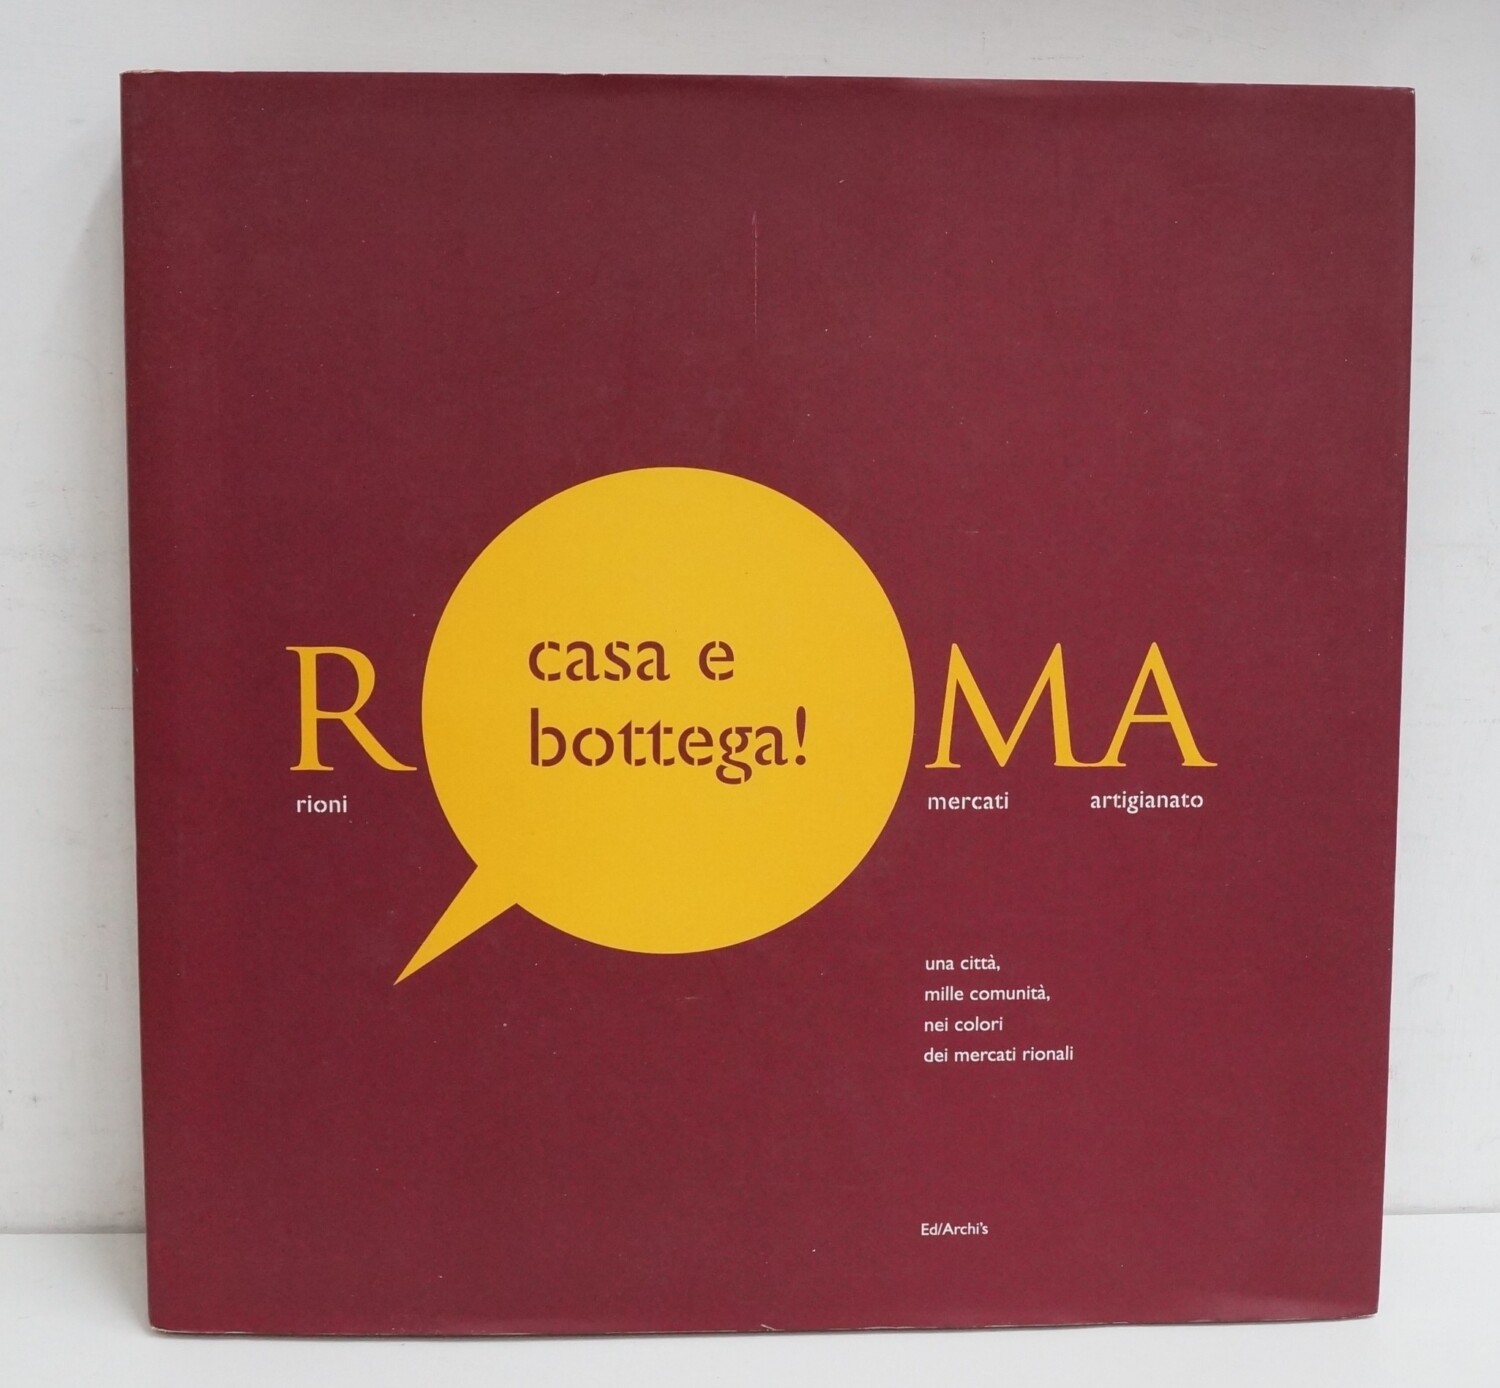 casa e
bottega!
R MA
rioni mercati artigianato
una città,
mille comunità,
nei colori
dei mercati rionali
Ed/Archi's